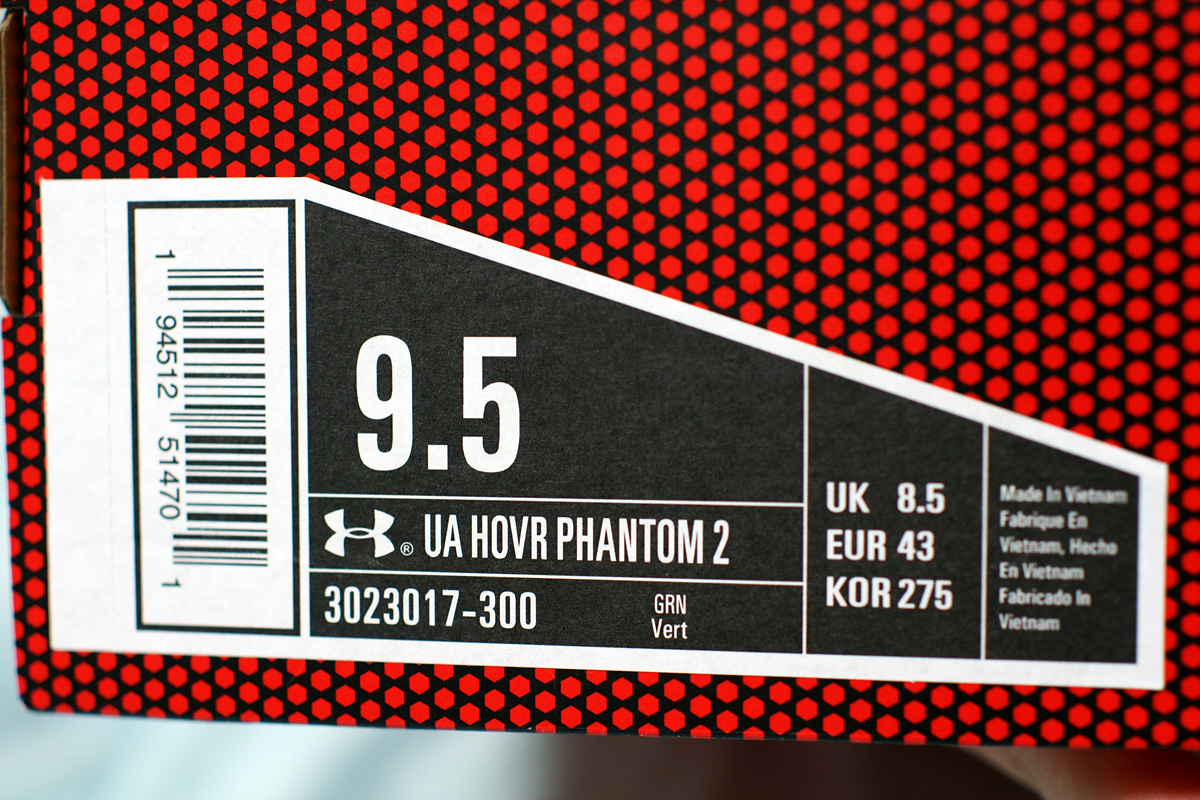 1 94512 51470 1
9.5
® UA HOVR PHANTOM 2
3023017-300
GRN
Vert
UK 8.5
EUR 43
KOR 275
Made In Vietnam
Fabrique En
Vietnam, Hecho
En Vietnam
Fabricado In
Vietnam